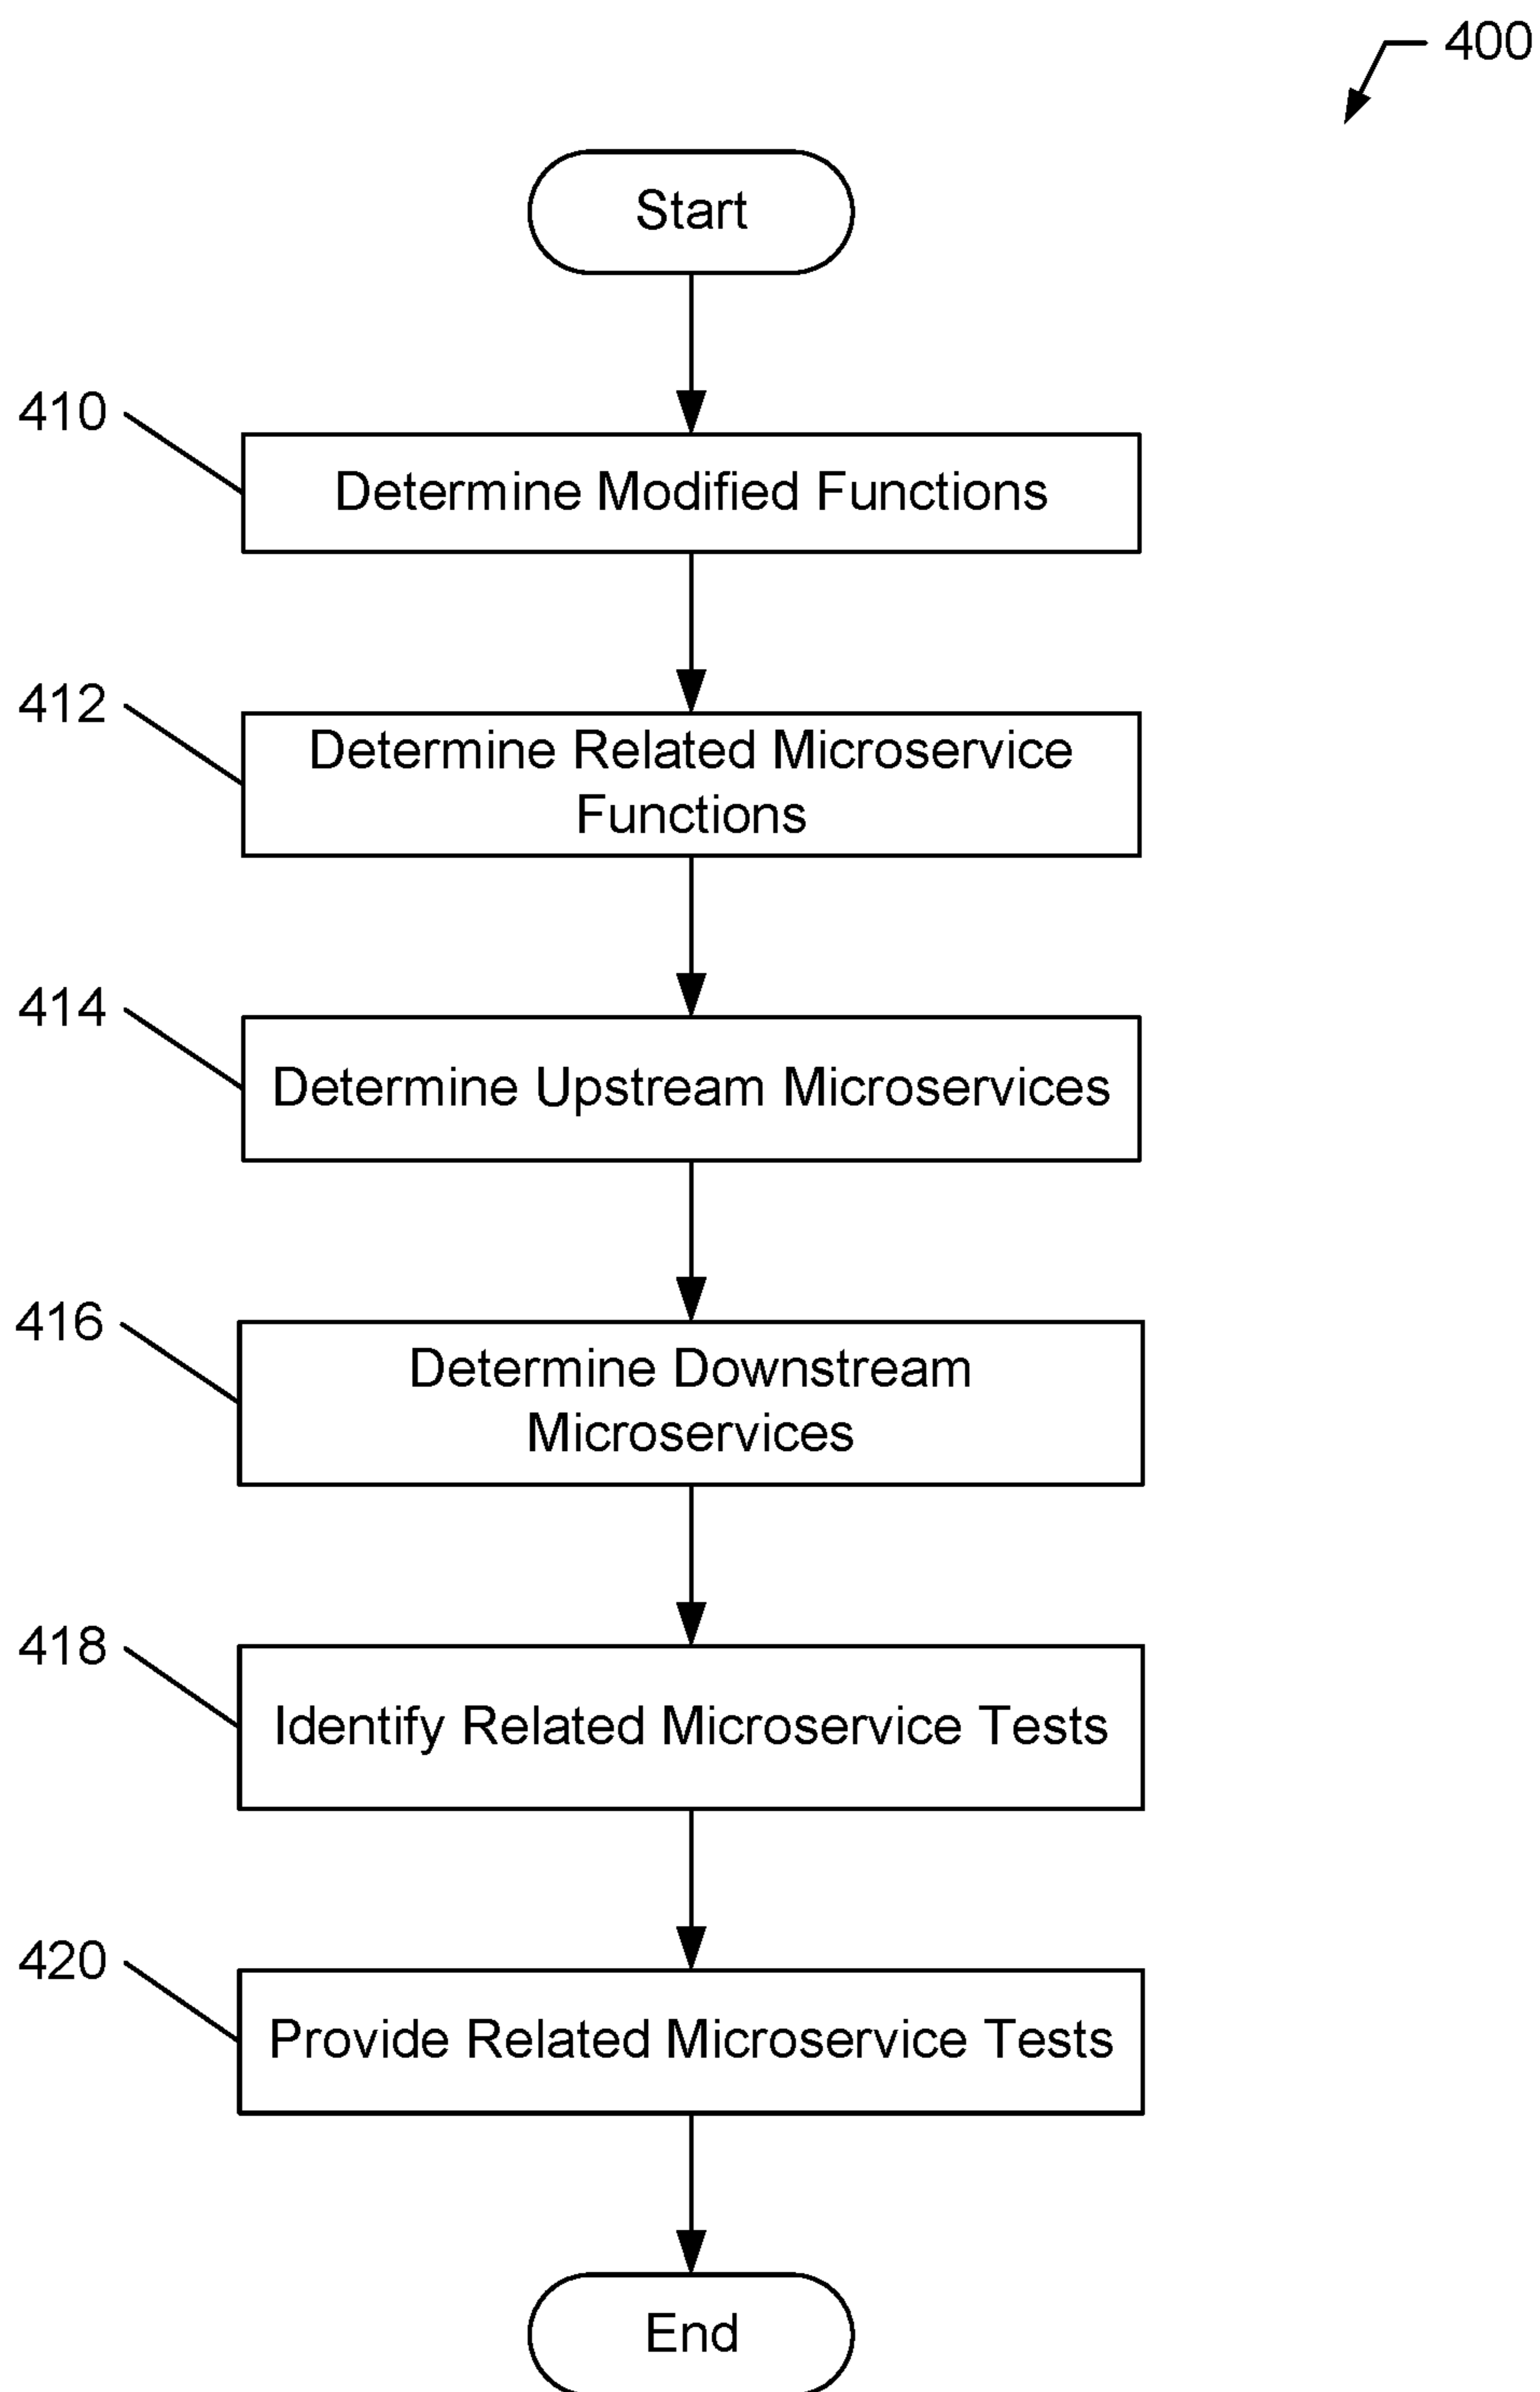 400
Start
410
Determine Modified Functions
412
Determine Related Microservice
Functions
414
Determine Upstream Microservices
416
Determine Downstream
Microservices
418
Identify Related Microservice Tests
420
Provide Related Microservice Tests
End